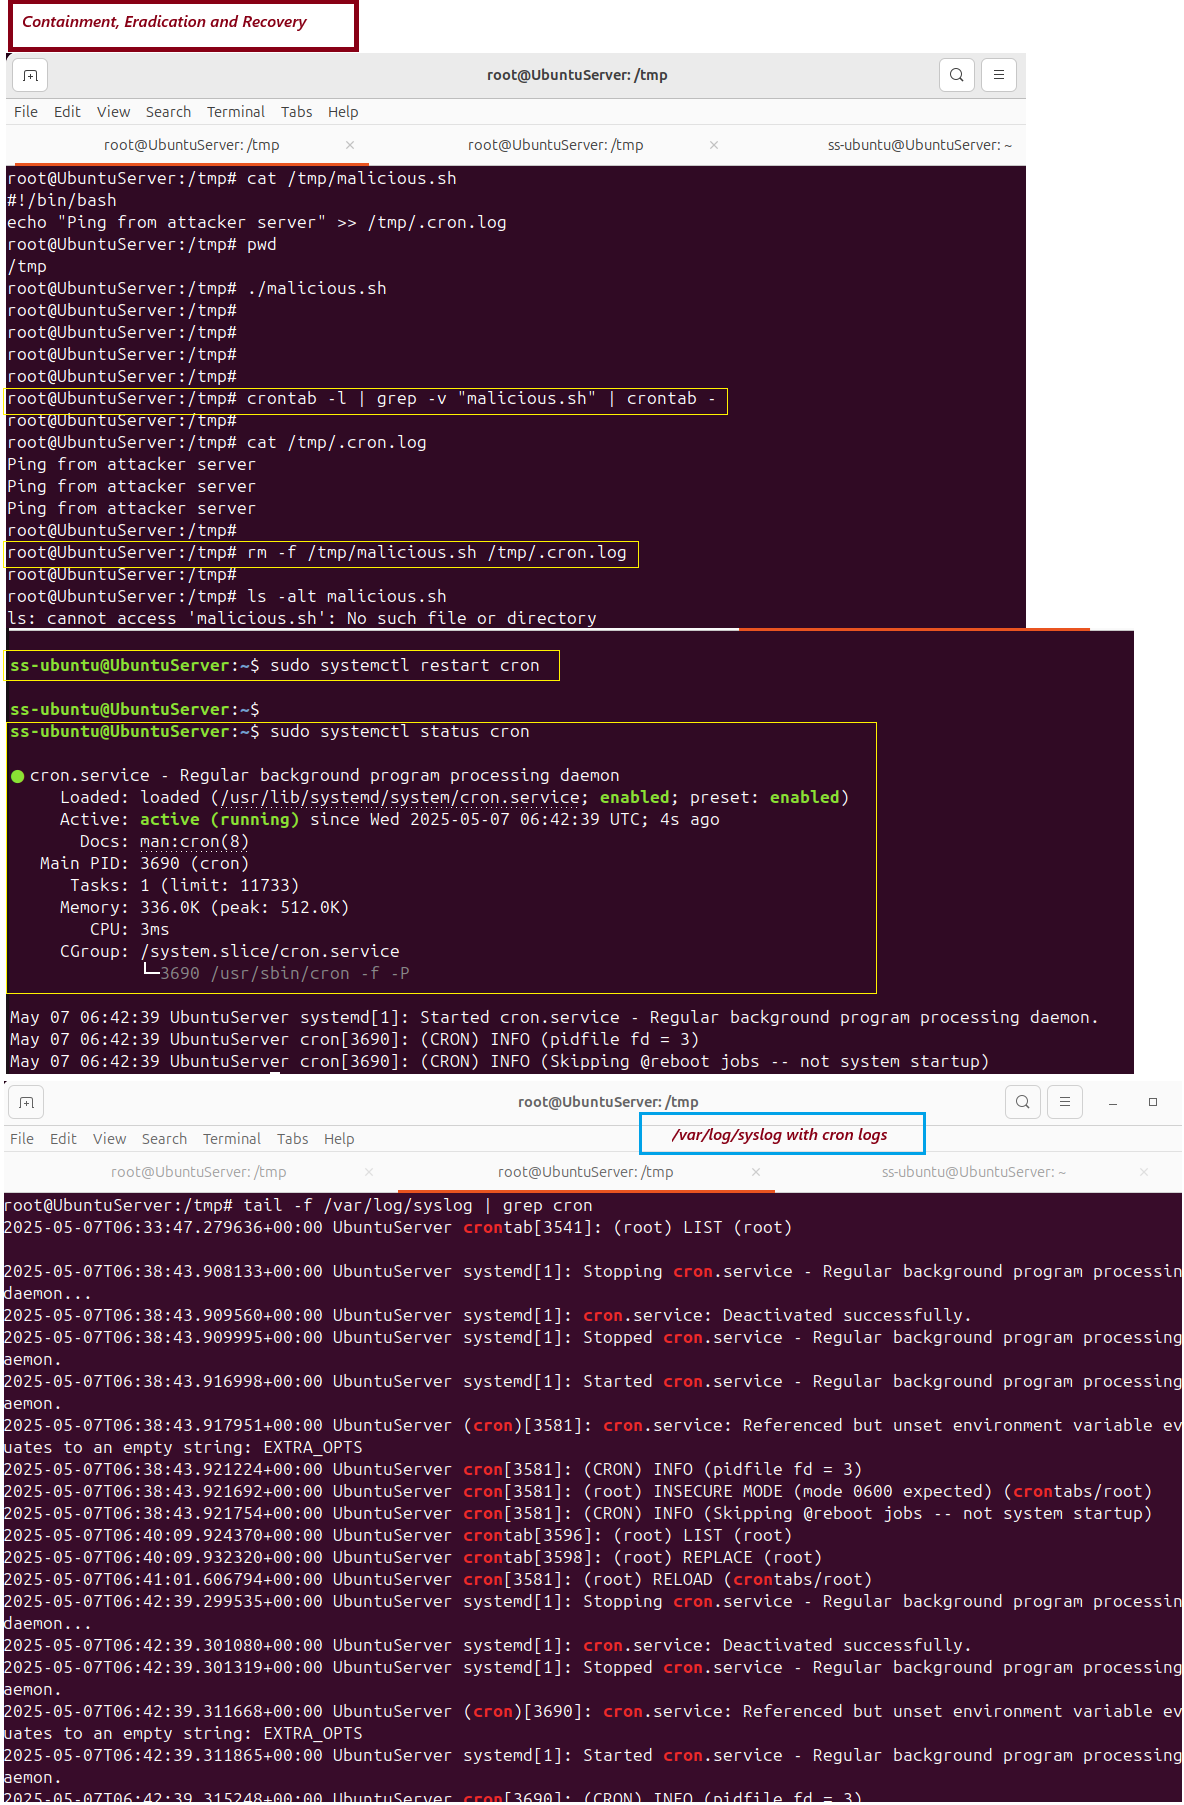 Containment, Eradication and Recovery
root@UbuntuServer: /tmp
File Edit View Search Terminal Tabs Help
root@UbuntuServer: /tmp × root@UbuntuServer: /tmp × ss-ubuntu@UbuntuServer: ~
root@UbuntuServer:/tmp# cat /tmp/malicious.sh
#!/bin/bash
echo "Ping from attacker server" >> /tmp/.cron.log
root@UbuntuServer:/tmp# pwd
/tmp
root@UbuntuServer:/tmp# ./malicious.sh
root@UbuntuServer:/tmp#
root@UbuntuServer:/tmp#
root@UbuntuServer:/tmp#
root@UbuntuServer:/tmp#
root@UbuntuServer:/tmp# crontab -l | grep -v "malicious.sh" | crontab -
root@UbuntuServer:/tmp#
root@UbuntuServer:/tmp# cat /tmp/.cron.log
Ping from attacker server
Ping from attacker server
Ping from attacker server
root@UbuntuServer:/tmp#
root@UbuntuServer:/tmp# rm -f /tmp/malicious.sh /tmp/.cron.log
root@UbuntuServer:/tmp#
root@UbuntuServer:/tmp# ls -alt malicious.sh
ls: cannot access 'malicious.sh': No such file or directory
ss-ubuntu@UbuntuServer:~$ sudo systemctl restart cron
ss-ubuntu@UbuntuServer:~$
ss-ubuntu@UbuntuServer:~$ sudo systemctl status cron
● cron.service - Regular background program processing daemon
Loaded: loaded (/usr/lib/systemd/system/cron.service; enabled; preset: enabled)
Active: active (running) since Wed 2025-05-07 06:42:39 UTC; 4s ago
Docs: man:cron(8)
Main PID: 3690 (cron)
Tasks: 1 (limit: 11733)
Memory: 336.0K (peak: 512.0K)
CPU: 3ms
CGroup: /system.slice/cron.service
└─3690 /usr/sbin/cron -f -P
May 07 06:42:39 UbuntuServer systemd[1]: Started cron.service - Regular background program processing daemon.
May 07 06:42:39 UbuntuServer cron[3690]: (CRON) INFO (pidfile fd = 3)
May 07 06:42:39 UbuntuServer cron[3690]: (CRON) INFO (Skipping @reboot jobs -- not system startup)
root@UbuntuServer: /tmp
/var/log/syslog with cron logs
File Edit View Search Terminal Tabs Help
root@UbuntuServer: /tmp × root@UbuntuServer: /tmp × ss-ubuntu@UbuntuServer: ~ ×
root@UbuntuServer:/tmp# tail -f /var/log/syslog | grep cron
2025-05-07T06:33:47.279636+00:00 UbuntuServer crontab[3541]: (root) LIST (root)
2025-05-07T06:38:43.908133+00:00 UbuntuServer systemd[1]: Stopping cron.service - Regular background program processin
daemon...
2025-05-07T06:38:43.909560+00:00 UbuntuServer systemd[1]: cron.service: Deactivated successfully.
2025-05-07T06:38:43.909995+00:00 UbuntuServer systemd[1]: Stopped cron.service - Regular background program processing
aemon.
2025-05-07T06:38:43.916998+00:00 UbuntuServer systemd[1]: Started cron.service - Regular background program processing
aemon.
2025-05-07T06:38:43.917951+00:00 UbuntuServer (cron)[3581]: cron.service: Referenced but unset environment variable ev
uates to an empty string: EXTRA_OPTS
2025-05-07T06:38:43.921224+00:00 UbuntuServer cron[3581]: (CRON) INFO (pidfile fd = 3)
2025-05-07T06:38:43.921692+00:00 UbuntuServer cron[3581]: (root) INSECURE MODE (mode 0600 expected) (crontabs/root)
2025-05-07T06:38:43.921754+00:00 UbuntuServer cron[3581]: (CRON) INFO (Skipping @reboot jobs -- not system startup)
2025-05-07T06:40:09.924370+00:00 UbuntuServer crontab[3596]: (root) LIST (root)
2025-05-07T06:40:09.932320+00:00 UbuntuServer crontab[3598]: (root) REPLACE (root)
2025-05-07T06:41:01.606794+00:00 UbuntuServer cron[3581]: (root) RELOAD (crontabs/root)
2025-05-07T06:42:39.299535+00:00 UbuntuServer systemd[1]: Stopping cron.service - Regular background program processin
daemon...
2025-05-07T06:42:39.301080+00:00 UbuntuServer systemd[1]: cron.service: Deactivated successfully.
2025-05-07T06:42:39.301319+00:00 UbuntuServer systemd[1]: Stopped cron.service - Regular background program processing
aemon.
2025-05-07T06:42:39.311668+00:00 UbuntuServer (cron)[3690]: cron.service: Referenced but unset environment variable ev
uates to an empty string: EXTRA_OPTS
2025-05-07T06:42:39.311865+00:00 UbuntuServer systemd[1]: Started cron.service - Regular background program processing
aemon.
2025-05-07T06:42:39.315248+00:00 UbuntuServer cron[3690]: (CRON) INFO (pidfile fd = 3)